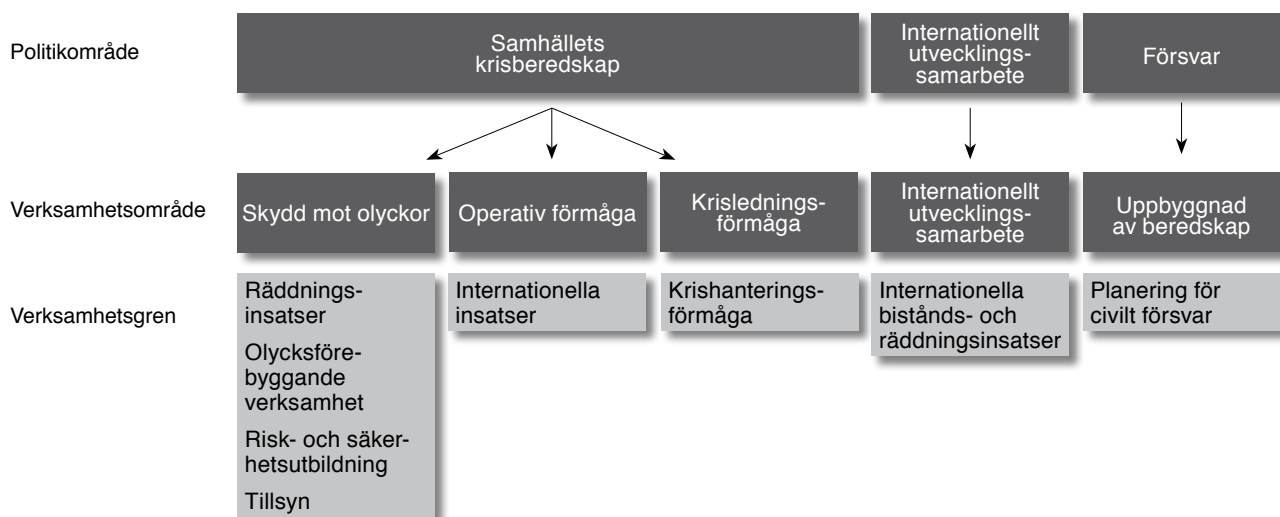 Politikområde
Samhällets
krisberedskap
Internationellt
utvecklings-
samarbete
Försvar
Verksamhetsområde
Skydd mot olyckor
Operativ förmåga
Krislednings-
förmåga
Internationellt
utvecklings-
samarbete
Uppbyggnad
av beredskap
Verksamhetsgren
Räddnings-
insatser
Olycksföre-
byggande
verksamhet
Risk- och säker-
hetsutbildning
Tillsyn
Internationella
insatser
Krishanterings-
förmåga
Internationella
bistånds- och
räddningsinsatser
Planering för
civilt försvar